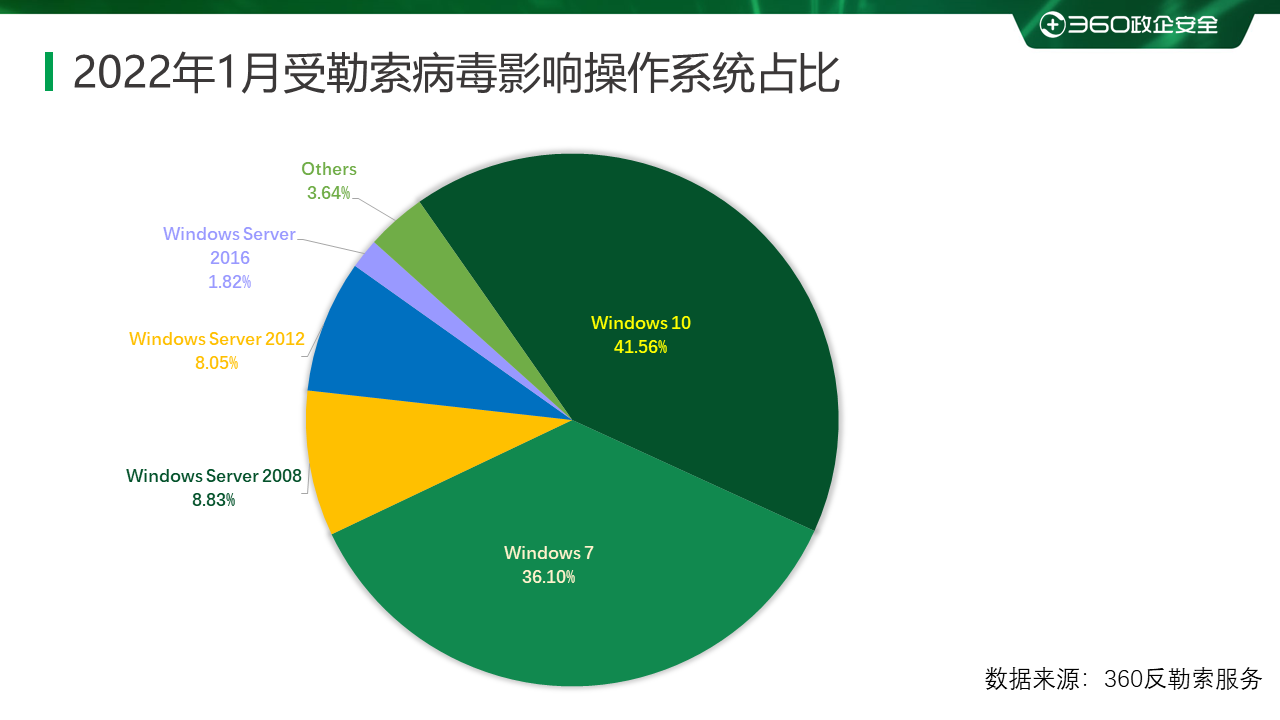 360政企安全
2022年1月受勒索病毒影响操作系统占比
Others
3.64%
Windows Server
2016
1.82%
Windows Server 2012
8.05%
Windows Server 2008
8.83%
Windows 10
41.56%
Windows 7
36.10%
数据来源：360反勒索服务